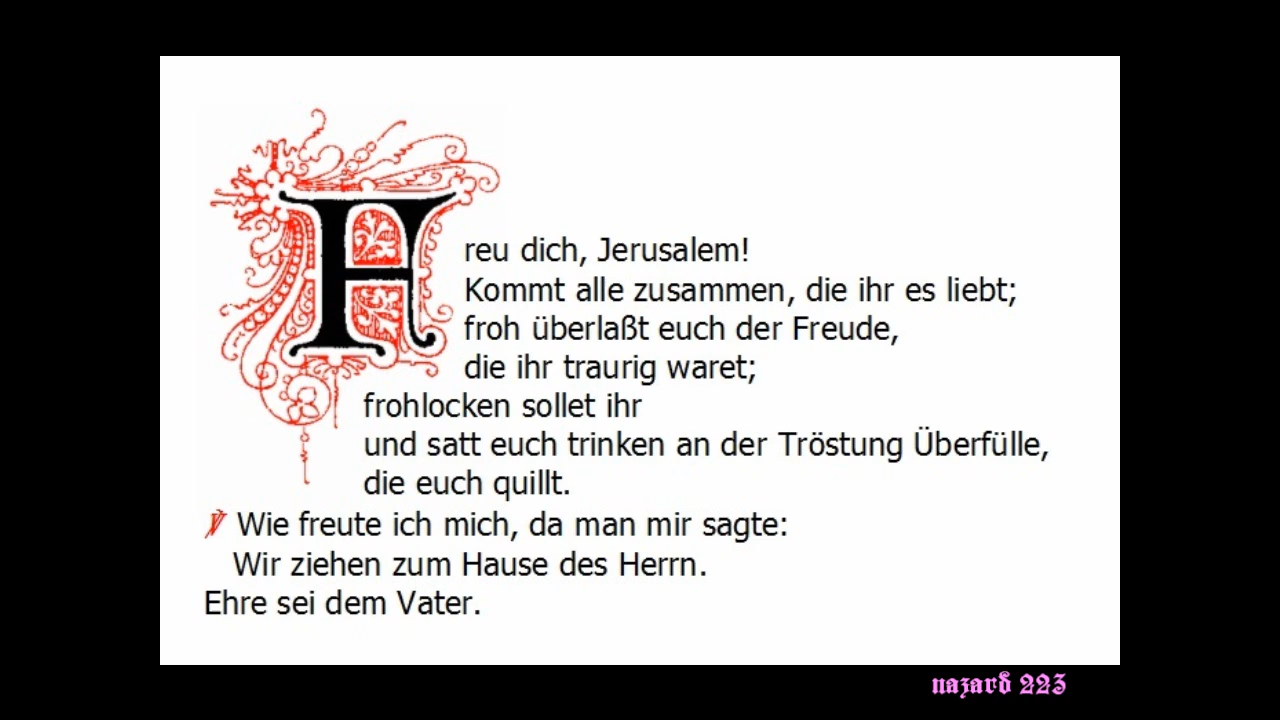 Freu dich, Jerusalem!
Kommt alle zusammen, die ihr es liebt;
froh überlaßt euch der Freude,
die ihr traurig waret;
frohlocken sollet ihr
und satt euch trinken an der Tröstung Überfülle,
die euch quillt.
℣ Wie freute ich mich, da man mir sagte:
Wir ziehen zum Hause des Herrn.
Ehre sei dem Vater.
nazard 223